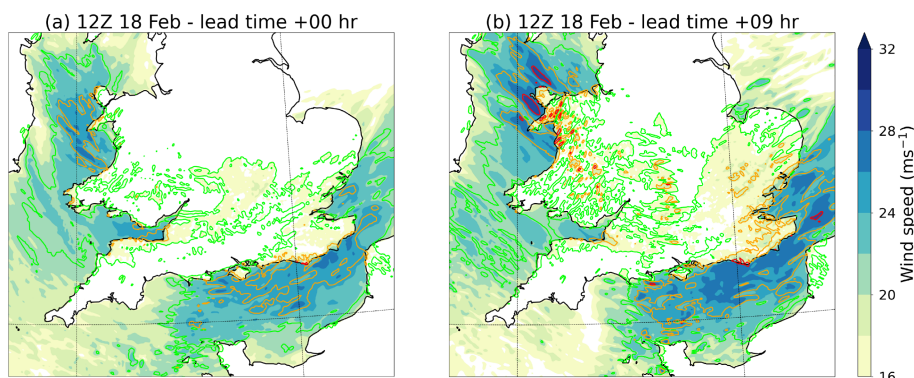 (a) 12Z 18 Feb - lead time +00 hr
(b) 12Z 18 Feb - lead time +09 hr
32
28
24
20
16
Wind speed (ms⁻¹)